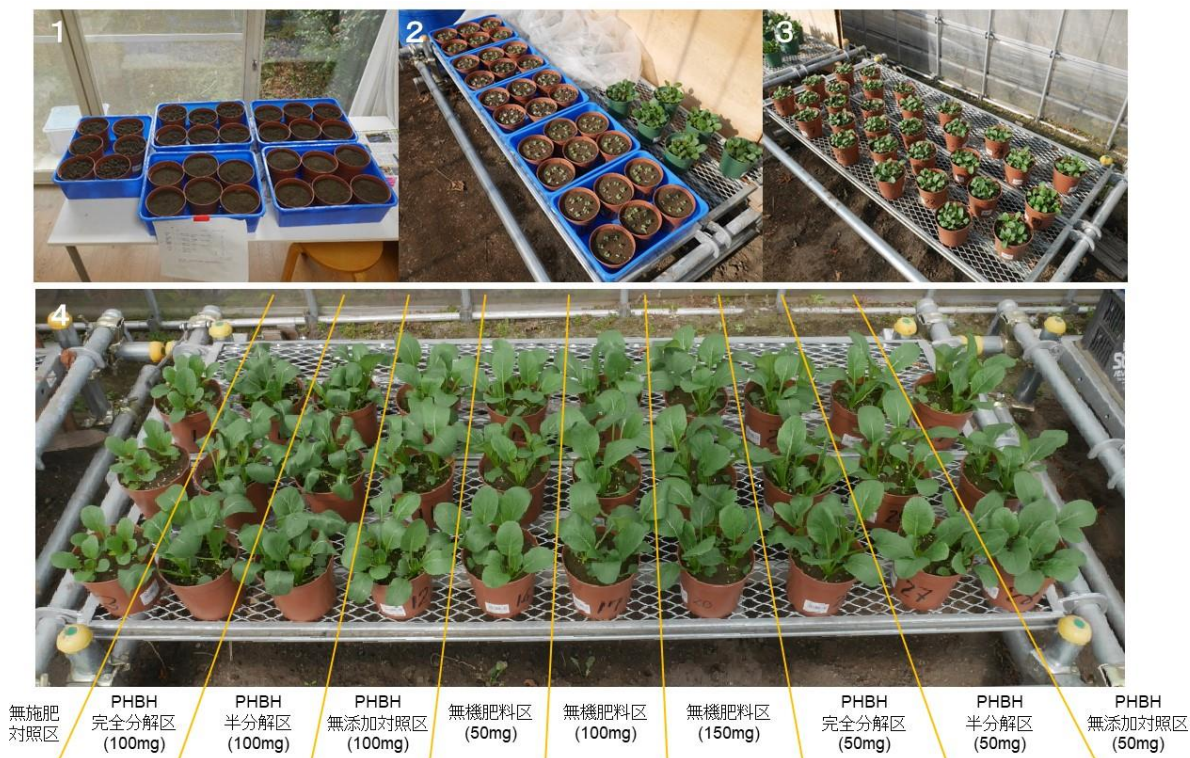 1
2
3
4
無施肥
対照区
PHBH
完全分解区
(100mg)
PHBH
半分解区
(100mg)
PHBH
無添加対照区
(100mg)
無機肥料区
(50mg)
無機肥料区
(100mg)
無機肥料区
(150mg)
PHBH
完全分解区
(50mg)
PHBH
半分解区
(50mg)
PHBH
無添加対照区
(50mg)
17
27